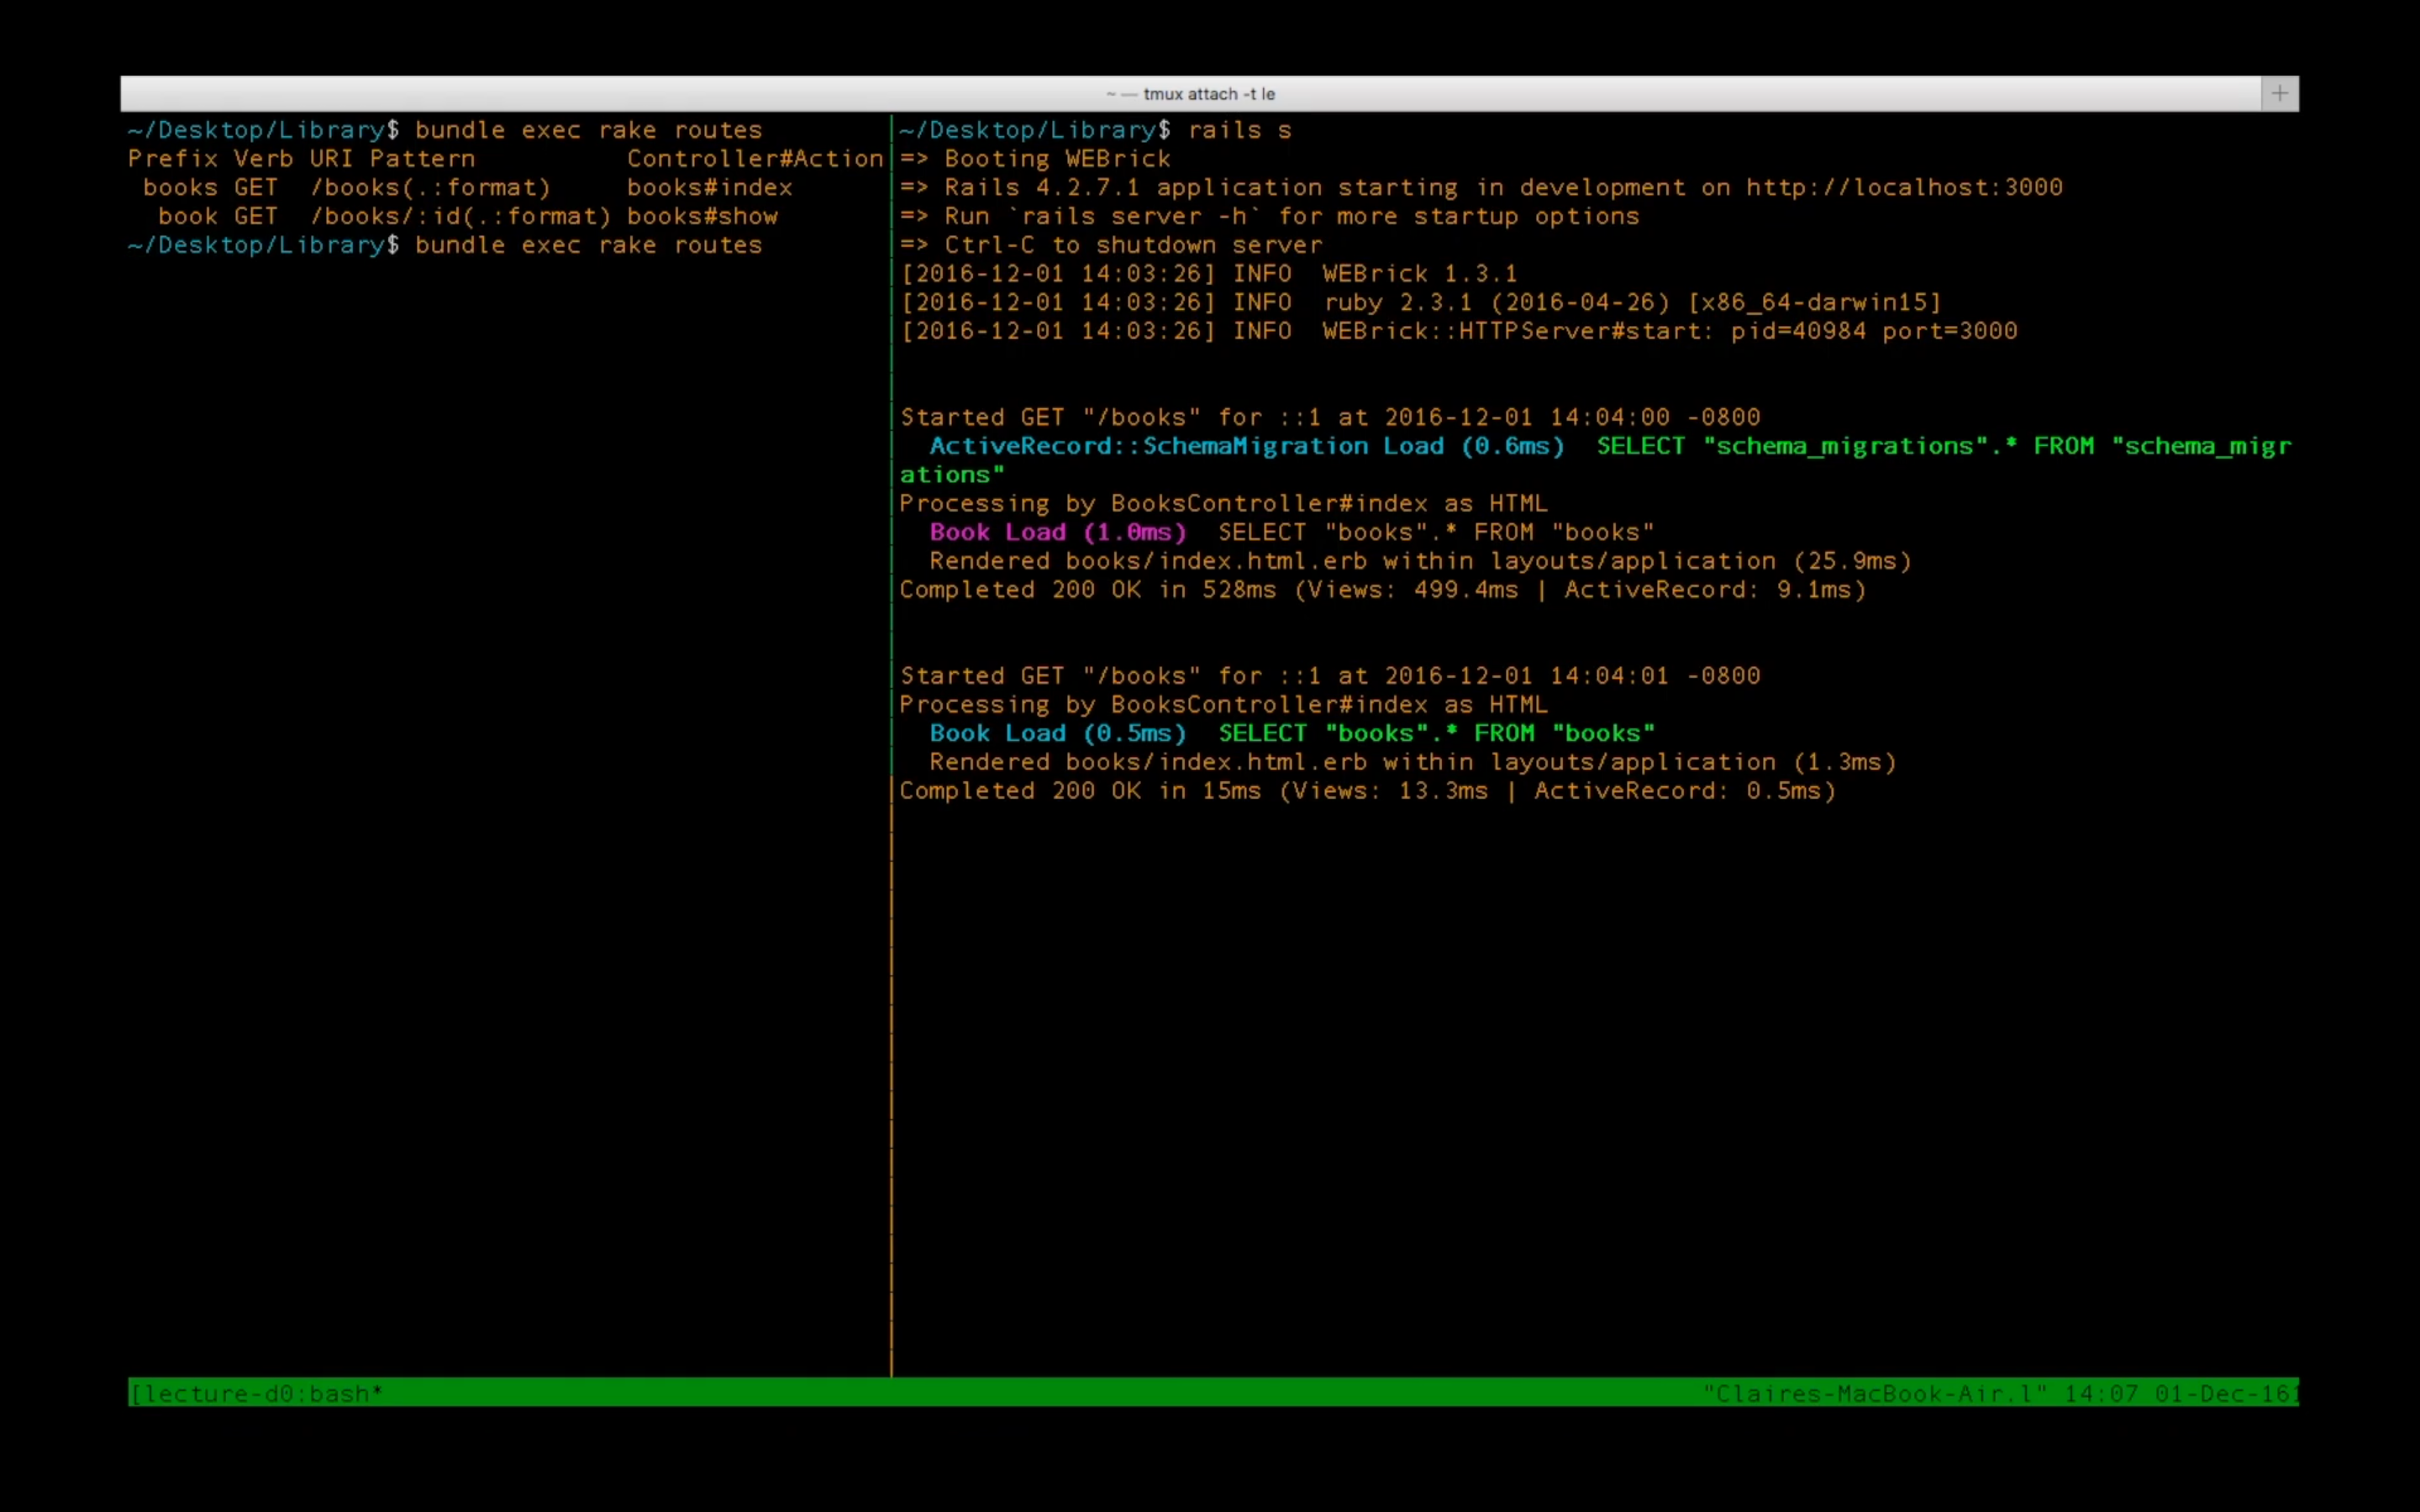 ~ — tmux attach -t le
+
~/Desktop/Library$ bundle exec rake routes
Prefix Verb URI Pattern          Controller#Action
 books GET  /books(.:format)     books#index
  book GET  /books/:id(.:format) books#show
~/Desktop/Library$ bundle exec rake routes
~/Desktop/Library$ rails s
=> Booting WEBrick
=> Rails 4.2.7.1 application starting in development on http://localhost:3000
=> Run `rails server -h` for more startup options
=> Ctrl-C to shutdown server
[2016-12-01 14:03:26] INFO  WEBrick 1.3.1
[2016-12-01 14:03:26] INFO  ruby 2.3.1 (2016-04-26) [x86_64-darwin15]
[2016-12-01 14:03:26] INFO  WEBrick::HTTPServer#start: pid=40984 port=3000
Started GET "/books" for ::1 at 2016-12-01 14:04:00 -0800
  ActiveRecord::SchemaMigration Load (0.6ms)  SELECT "schema_migrations".* FROM "schema_migr
ations"
Processing by BooksController#index as HTML
  Book Load (1.0ms)  SELECT "books".* FROM "books"
  Rendered books/index.html.erb within layouts/application (25.9ms)
Completed 200 OK in 528ms (Views: 499.4ms | ActiveRecord: 9.1ms)
Started GET "/books" for ::1 at 2016-12-01 14:04:01 -0800
Processing by BooksController#index as HTML
  Book Load (0.5ms)  SELECT "books".* FROM "books"
  Rendered books/index.html.erb within layouts/application (1.3ms)
Completed 200 OK in 15ms (Views: 13.3ms | ActiveRecord: 0.5ms)
[lecture-d0:bash*  "Claires-MacBook-Air.l" 14:07 01-Dec-16